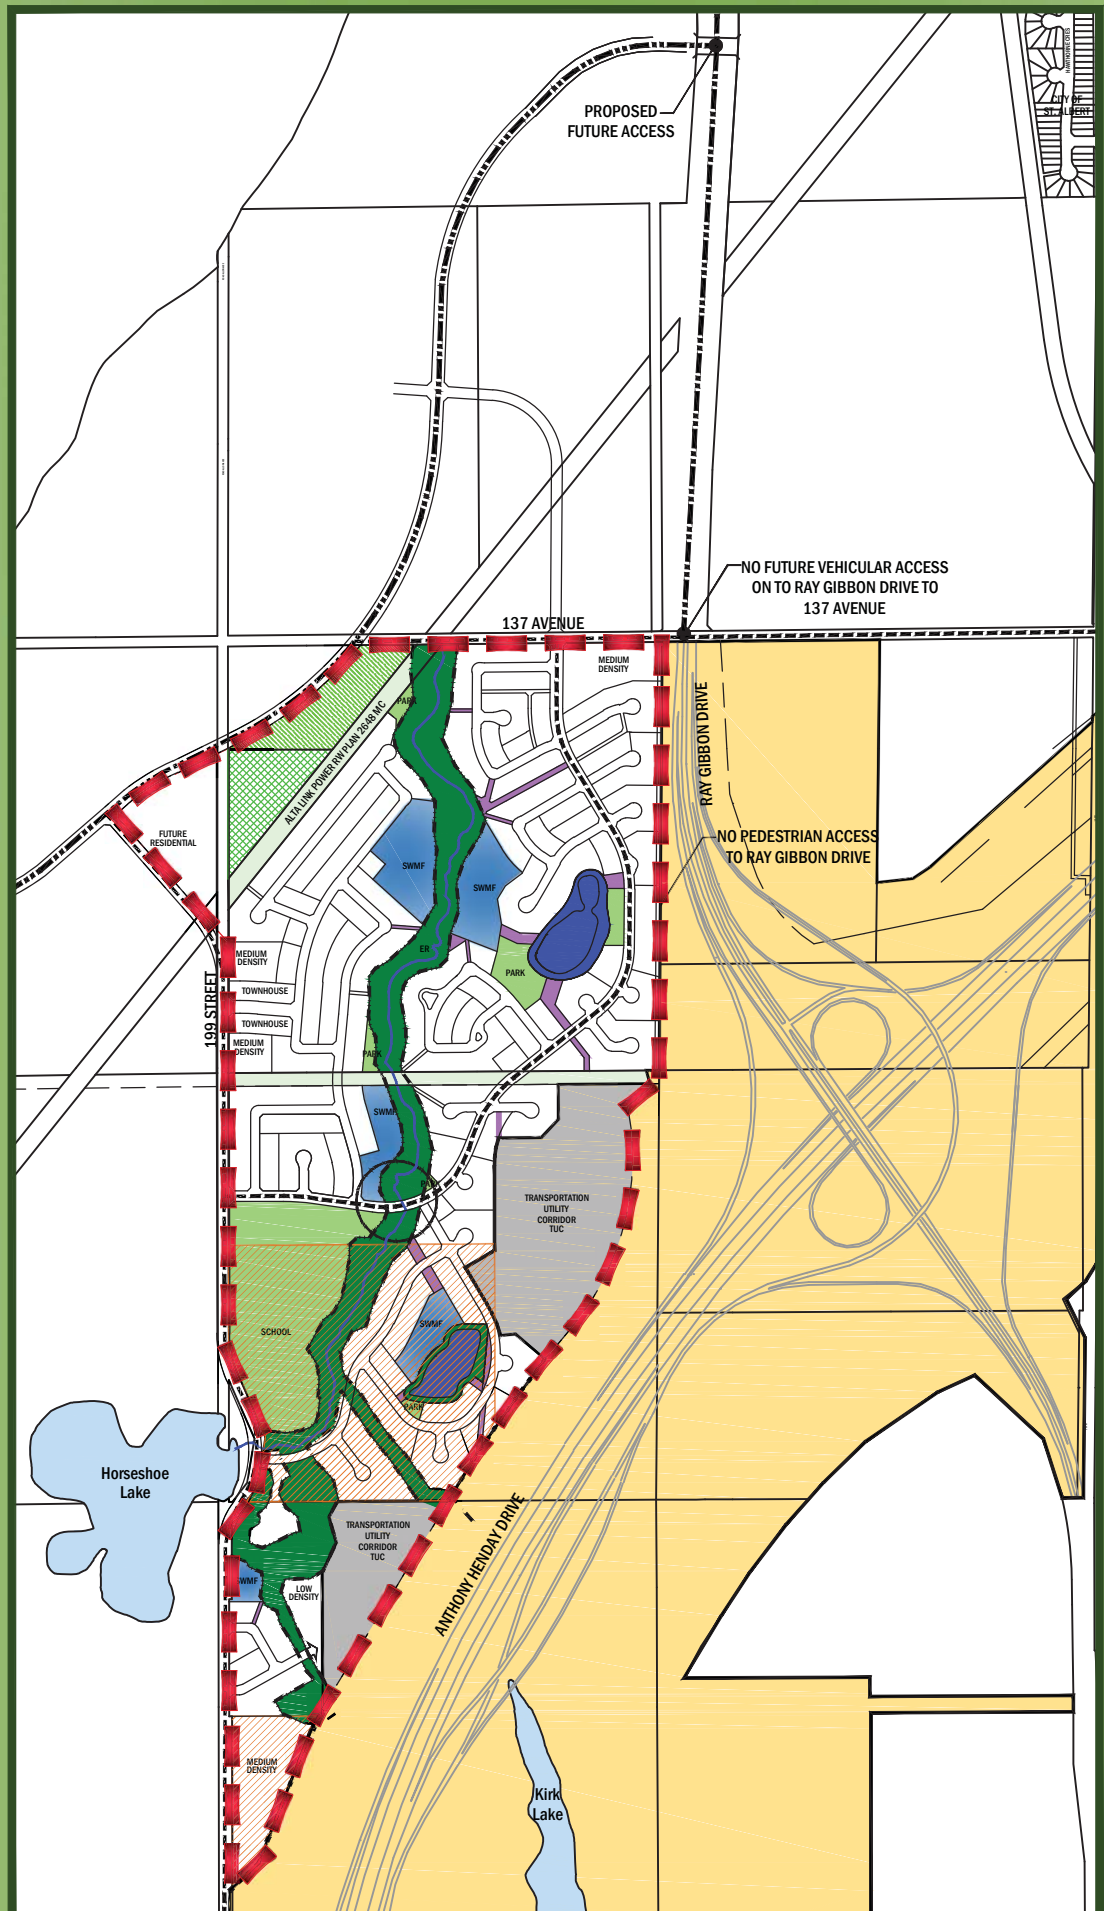 HAWTHORNE CRES
CITY OF
ST. ALBERT
PROPOSED
FUTURE ACCESS
NO FUTURE VEHICULAR ACCESS
ON TO RAY GIBBON DRIVE TO
137 AVENUE
137 AVENUE
MEDIUM
DENSITY
PARK
RAY GIBBON DRIVE
ALTA LINK POWER RW PLAN 2648 MC
FUTURE
RESIDENTIAL
NO PEDESTRIAN ACCESS
TO RAY GIBBON DRIVE
SWMF
SWMF
ER
MEDIUM
DENSITY
PARK
TOWNHOUSE
199 STREET
TOWNHOUSE
MEDIUM
DENSITY
PARK
SWMF
PARK
TRANSPORTATION
UTILITY
CORRIDOR
TUC
SCHOOL
SWMF
PARK
Horseshoe
Lake
TRANSPORTATION
UTILITY
CORRIDOR
TUC
ANTHONY HENDAY DRIVE
SWMF
LOW
DENSITY
MEDIUM
DENSITY
Kirk
Lake